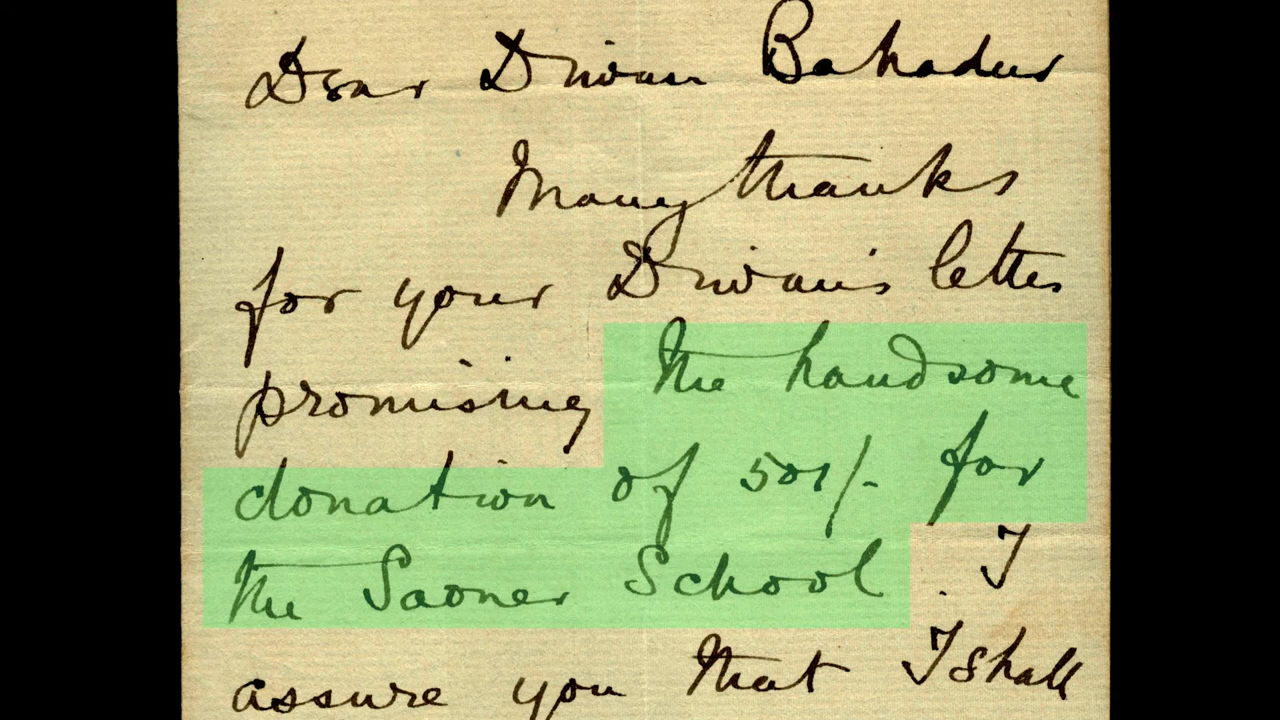 Dear Diwan Bahadur
Many thanks
for your Diwan's letter
promising the handsome
donation of 501/- for
the Saoner School. I
assure you that I shall